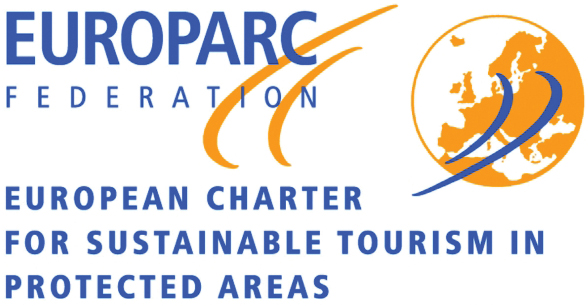 EUROPARC
FEDERATION
EUROPEAN CHARTER
FOR SUSTAINABLE TOURISM IN
PROTECTED AREAS